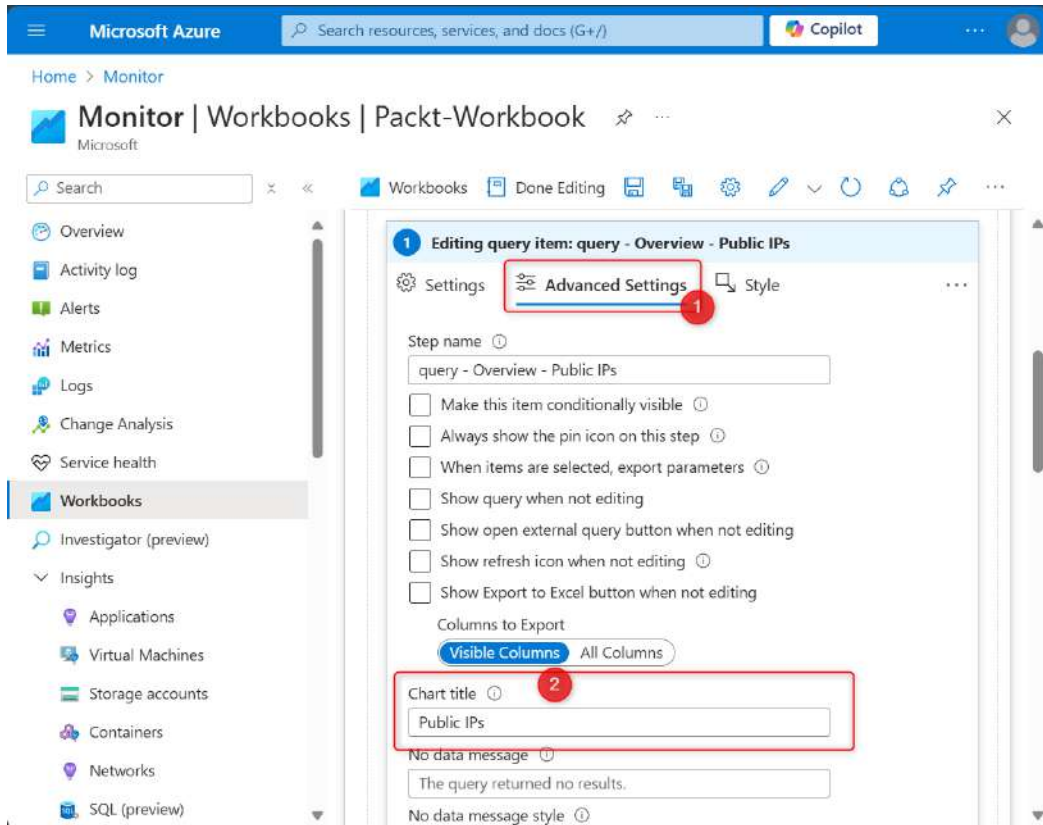 Microsoft Azure
Search resources, services, and docs (G+/)
Copilot
Home > Monitor
Monitor | Workbooks | Packt-Workbook
Microsoft
Search
Workbooks
Done Editing
Overview
Activity log
Alerts
Metrics
Logs
Change Analysis
Service health
Workbooks
Investigator (preview)
Insights
Applications
Virtual Machines
Storage accounts
Containers
Networks
SQL (preview)
1 Editing query item: query - Overview - Public IPs
Settings
Advanced Settings
1
Style
Step name
query - Overview - Public IPs
Make this item conditionally visible
Always show the pin icon on this step
When items are selected, export parameters
Show query when not editing
Show open external query button when not editing
Show refresh icon when not editing
Show Export to Excel button when not editing
Columns to Export
Visible Columns All Columns
2
Chart title
Public IPs
No data message
The query returned no results.
No data message style